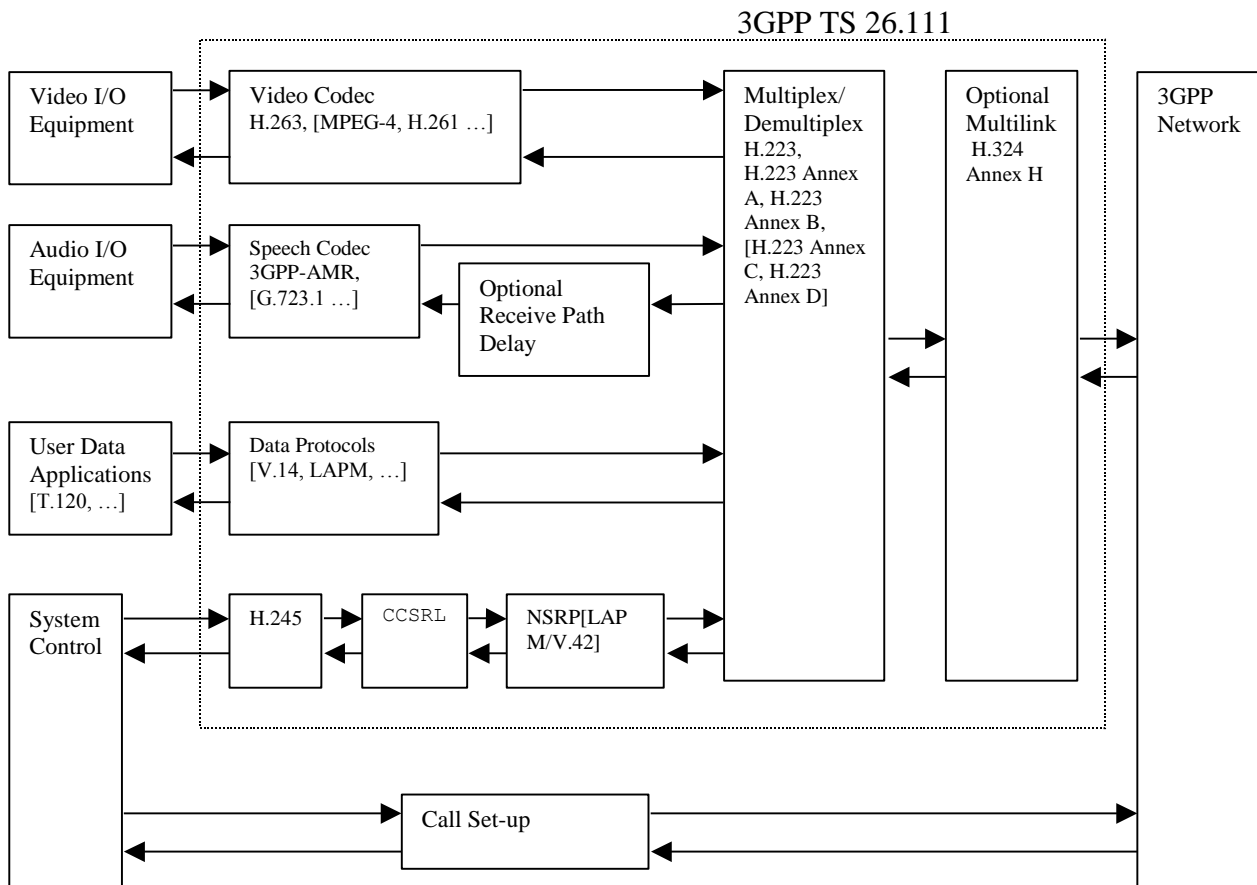 3GPP TS 26.111
Video I/O
Equipment
Video Codec
H.263, [MPEG-4, H.261 …]
Multiplex/
Demultiplex
H.223,
H.223 Annex
A, H.223
Annex B,
[H.223 Annex
C, H.223
Annex D]
Optional
Multilink
H.324
Annex H
3GPP
Network
Audio I/O
Equipment
Speech Codec
3GPP-AMR,
[G.723.1 …]
Optional
Receive Path
Delay
User Data
Applications
[T.120, …]
Data Protocols
[V.14, LAPM, …]
System
Control
H.245
CCSRL
NSRP[LAP
M/V.42]
Call Set-up